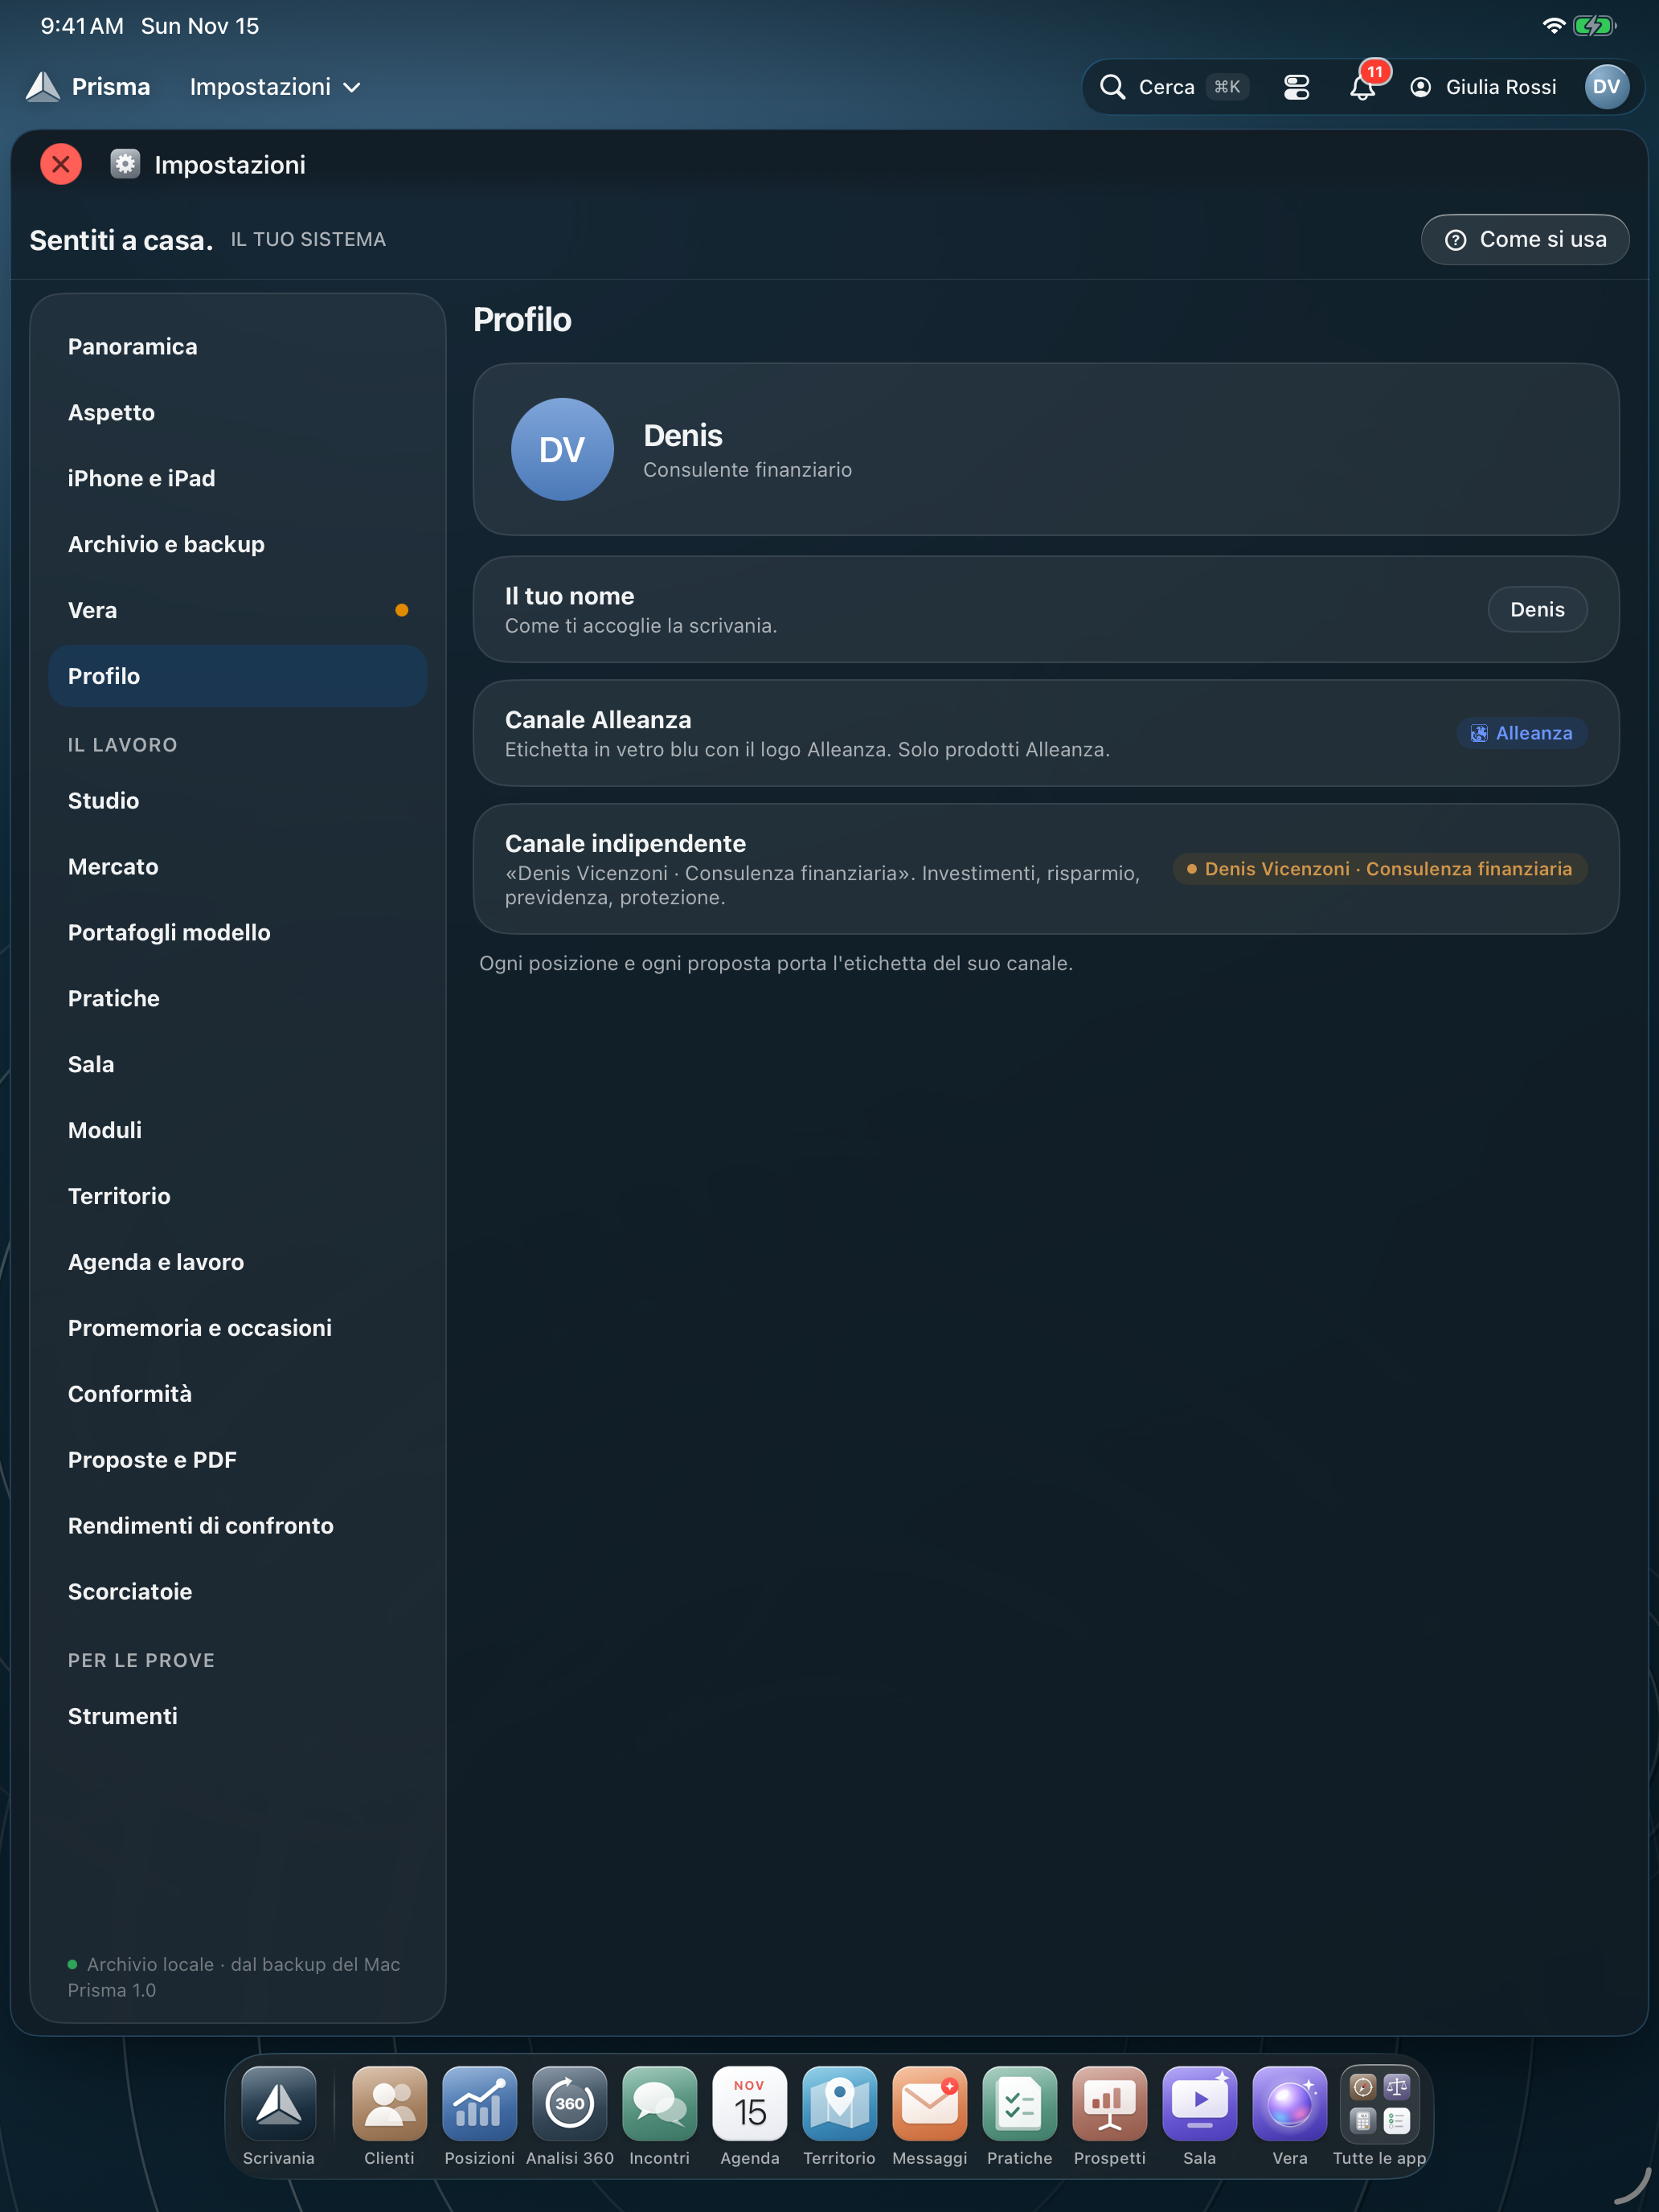 9:41 AM Sun Nov 15
Prisma Impostazioni Cerca ⌘K 11 Giulia Rossi DV
Impostazioni
Sentiti a casa. IL TUO SISTEMA Come si usa
Panoramica
Aspetto
iPhone e iPad
Archivio e backup
Vera
Profilo
IL LAVORO
Studio
Mercato
Portafogli modello
Pratiche
Sala
Moduli
Territorio
Agenda e lavoro
Promemoria e occasioni
Conformità
Proposte e PDF
Rendimenti di confronto
Scorciatoie
PER LE PROVE
Strumenti
Archivio locale · dal backup del Mac
Prisma 1.0
Profilo
DV
Denis
Consulente finanziario
Il tuo nome
Come ti accoglie la scrivania.
Denis
Canale Alleanza
Etichetta in vetro blu con il logo Alleanza. Solo prodotti Alleanza.
Alleanza
Canale indipendente
«Denis Vicenzoni · Consulenza finanziaria». Investimenti, risparmio,
previdenza, protezione.
Denis Vicenzoni · Consulenza finanziaria
Ogni posizione e ogni proposta porta l'etichetta del suo canale.
360
NOV
15
Scrivania Clienti Posizioni Analisi 360 Incontri Agenda Territorio Messaggi Pratiche Prospetti Sala Vera Tutte le app